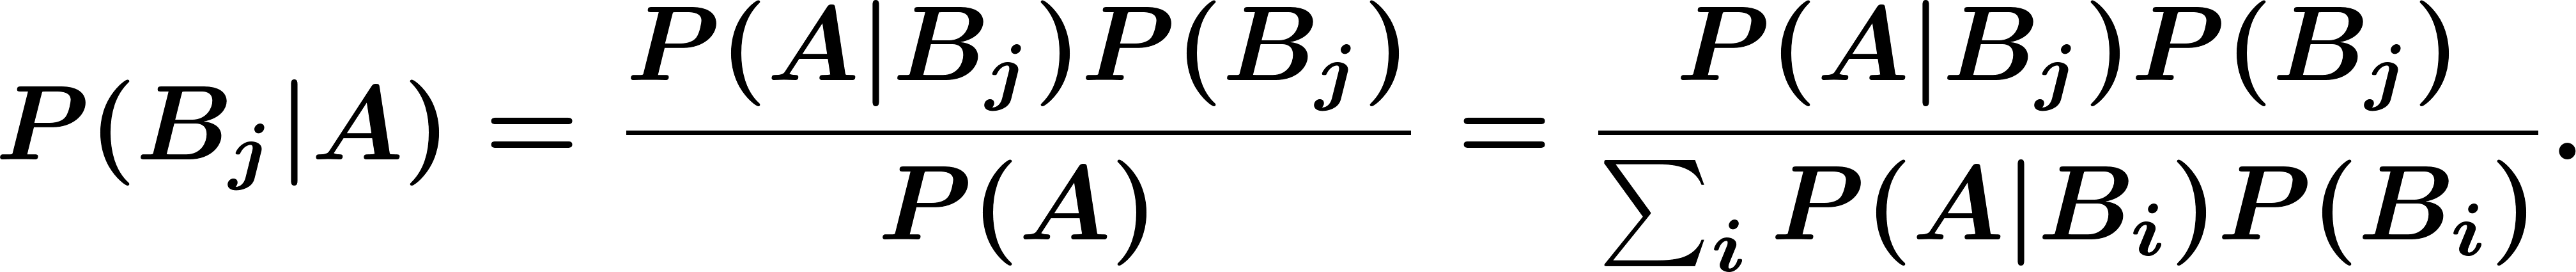 $P(B_j|A) = \frac{P(A|B_j)P(B_j)}{P(A)} = \frac{P(A|B_j)P(B_j)}{\sum_i P(A|B_i)P(B_i)}.$